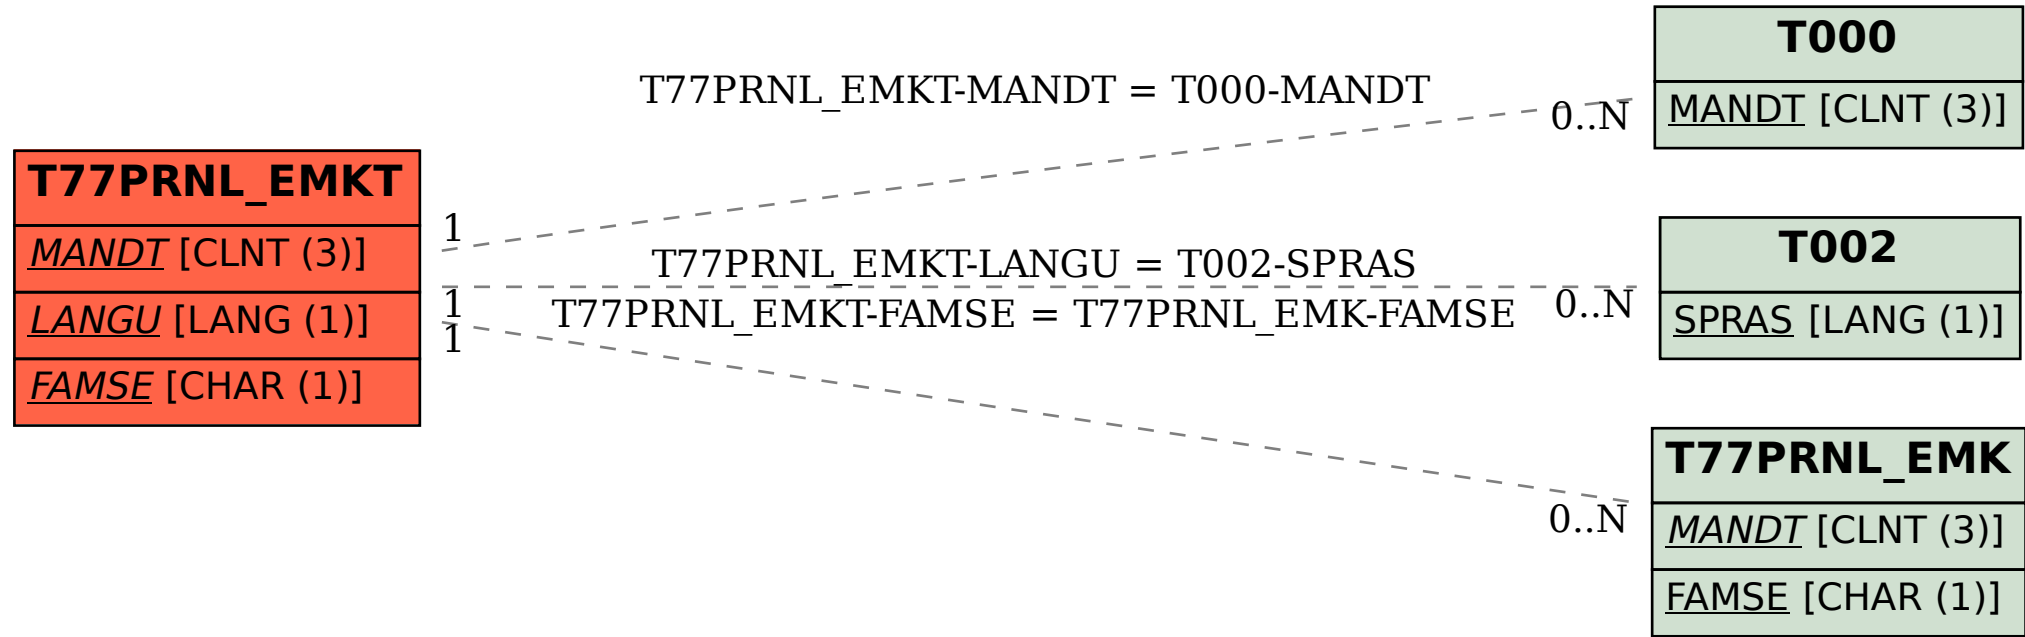 T000
MANDT [CLNT (3)]
T77PRNL_EMKT-MANDT = T000-MANDT
0..N
T77PRNL_EMKT
MANDT [CLNT (3)]
LANGU [LANG (1)]
FAMSE [CHAR (1)]
1
T77PRNL_EMKT-LANGU = T002-SPRAS
1
0..N
T002
SPRAS [LANG (1)]
T77PRNL_EMKT-FAMSE = T77PRNL_EMK-FAMSE
1
0..N
T77PRNL_EMK
MANDT [CLNT (3)]
FAMSE [CHAR (1)]